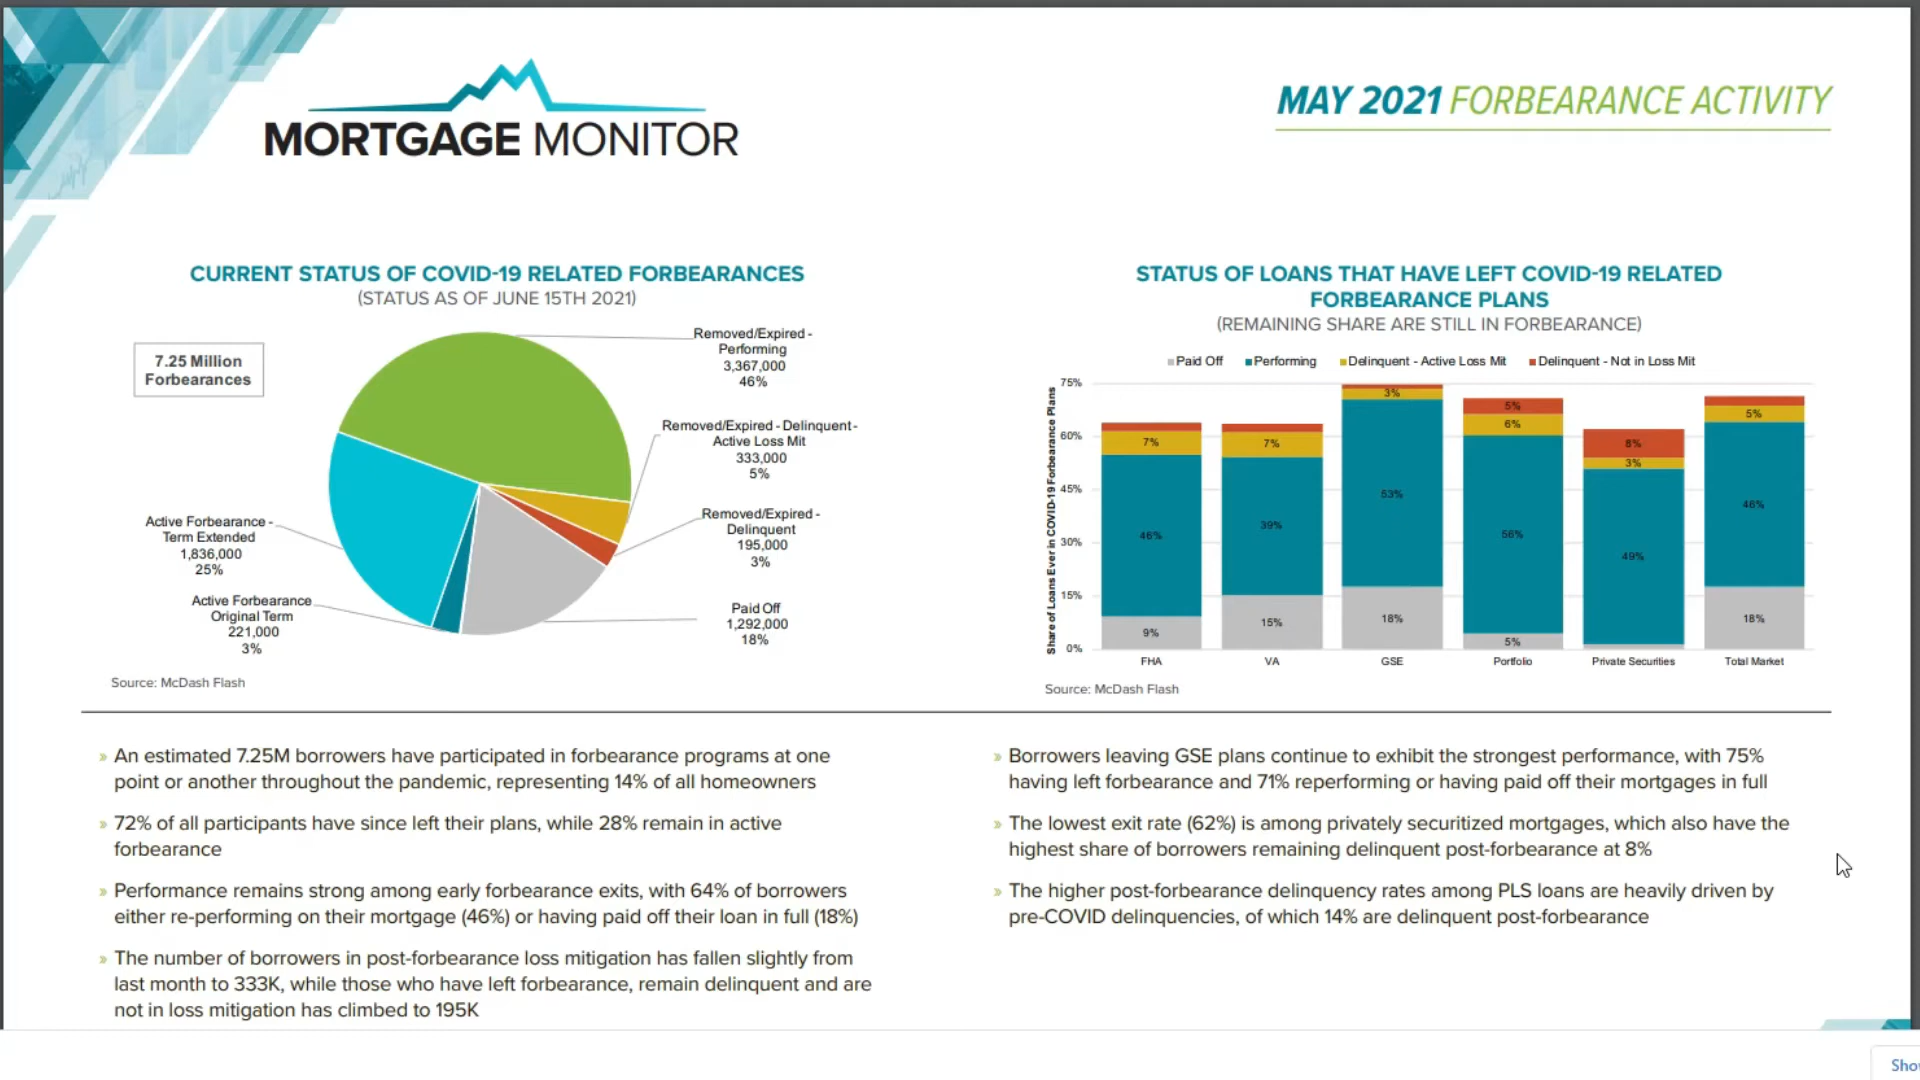 MORTGAGE MONITOR
MAY 2021 FORBEARANCE ACTIVITY
CURRENT STATUS OF COVID-19 RELATED FORBEARANCES
(STATUS AS OF JUNE 15TH 2021)
7.25 Million
Forbearances
Removed/Expired -
Performing
3,367,000
46%
Removed/Expired - Delinquent-
Active Loss Mit
333,000
5%
Removed/Expired -
Delinquent
195,000
3%
Paid Off
1,292,000
18%
Active Forbearance -
Term Extended
1,836,000
25%
Active Forbearance
Original Term
221,000
3%
Source: McDash Flash
STATUS OF LOANS THAT HAVE LEFT COVID-19 RELATED
FORBEARANCE PLANS
(REMAINING SHARE ARE STILL IN FORBEARANCE)
Paid Off Performing Delinquent - Active Loss Mit Delinquent - Not in Loss Mit
Share of Loans Ever in COVID-19 Forbearance Plans
75%
60%
45%
30%
15%
0%
7%
46%
9%
7%
39%
15%
3%
53%
18%
5%
6%
56%
5%
8%
3%
49%
5%
46%
18%
FHA VA GSE Portfolio Private Securities Total Market
Source: McDash Flash
» An estimated 7.25M borrowers have participated in forbearance programs at one
point or another throughout the pandemic, representing 14% of all homeowners
» 72% of all participants have since left their plans, while 28% remain in active
forbearance
» Performance remains strong among early forbearance exits, with 64% of borrowers
either re-performing on their mortgage (46%) or having paid off their loan in full (18%)
» The number of borrowers in post-forbearance loss mitigation has fallen slightly from
last month to 333K, while those who have left forbearance, remain delinquent and are
not in loss mitigation has climbed to 195K
» Borrowers leaving GSE plans continue to exhibit the strongest performance, with 75%
having left forbearance and 71% reperforming or having paid off their mortgages in full
» The lowest exit rate (62%) is among privately securitized mortgages, which also have the
highest share of borrowers remaining delinquent post-forbearance at 8%
» The higher post-forbearance delinquency rates among PLS loans are heavily driven by
pre-COVID delinquencies, of which 14% are delinquent post-forbearance